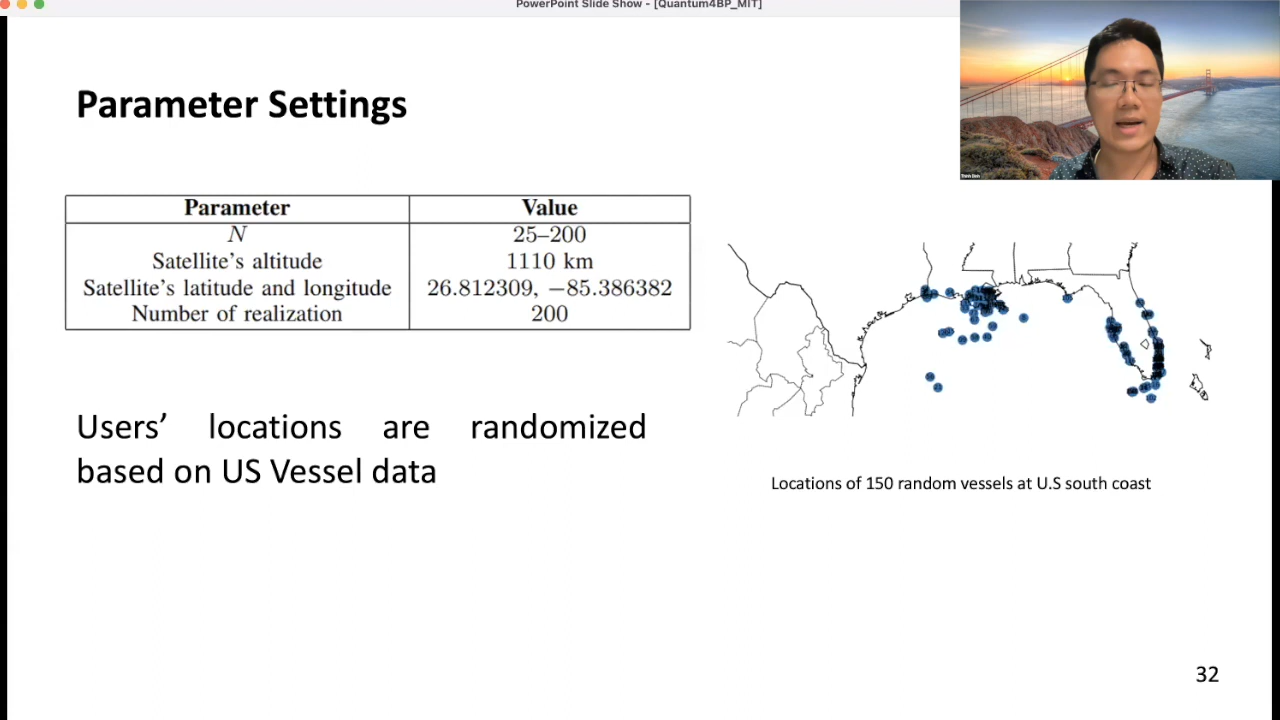 PowerPoint Slide Show - [Quantum4BP_MIT]
Parameter Settings
Parameter Value
N 25–200
Satellite's altitude 1110 km
Satellite's latitude and longitude 26.812309, −85.386382
Number of realization 200
Users’ locations are randomized
based on US Vessel data
Locations of 150 random vessels at U.S south coast
32